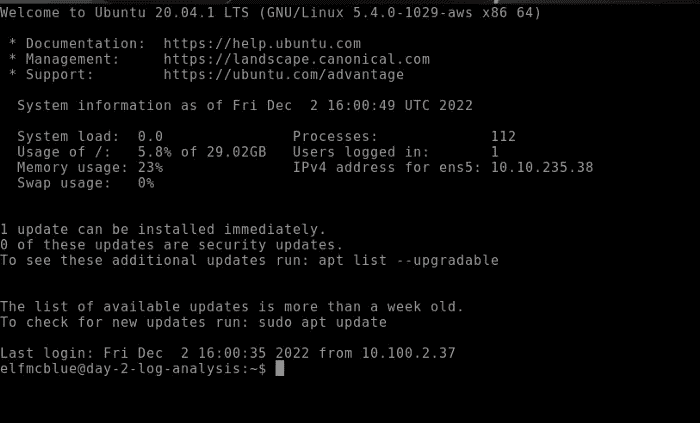 Welcome to Ubuntu 20.04.1 LTS (GNU/Linux 5.4.0-1029-aws x86 64)
* Documentation:  https://help.ubuntu.com
* Management:     https://landscape.canonical.com
* Support:        https://ubuntu.com/advantage
System information as of Fri Dec  2 16:00:49 UTC 2022
System load:  0.0               Processes:             112
Usage of /:   5.8% of 29.02GB   Users logged in:       1
Memory usage: 23%               IPv4 address for ens5: 10.10.235.38
Swap usage:   0%
1 update can be installed immediately.
0 of these updates are security updates.
To see these additional updates run: apt list --upgradable
The list of available updates is more than a week old.
To check for new updates run: sudo apt update
Last login: Fri Dec  2 16:00:35 2022 from 10.100.2.37
elfmcblue@day-2-log-analysis:~$